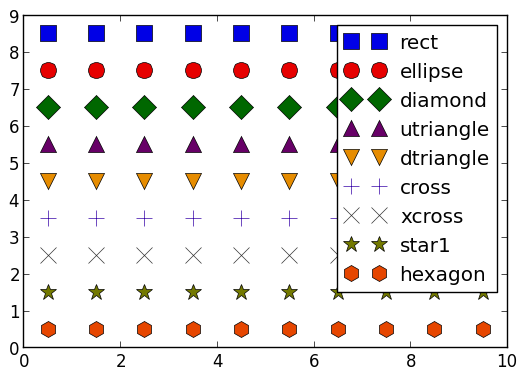 9
8
7
6
5
4
3
2
1
0
rect
ellipse
diamond
utriangle
dtriangle
cross
xcross
star1
hexagon
0 2 4 6 8 10